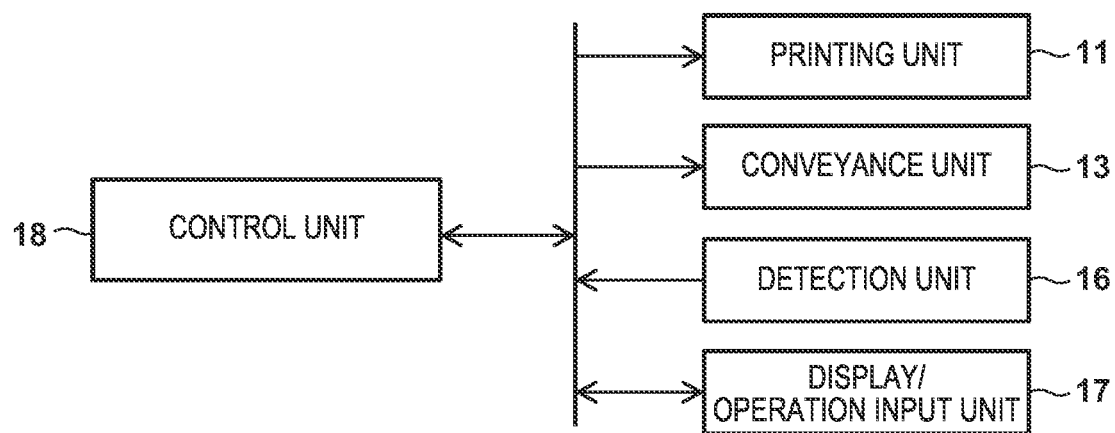 PRINTING UNIT 11
CONVEYANCE UNIT 13
18 CONTROL UNIT
DETECTION UNIT 16
DISPLAY/
OPERATION INPUT UNIT 17